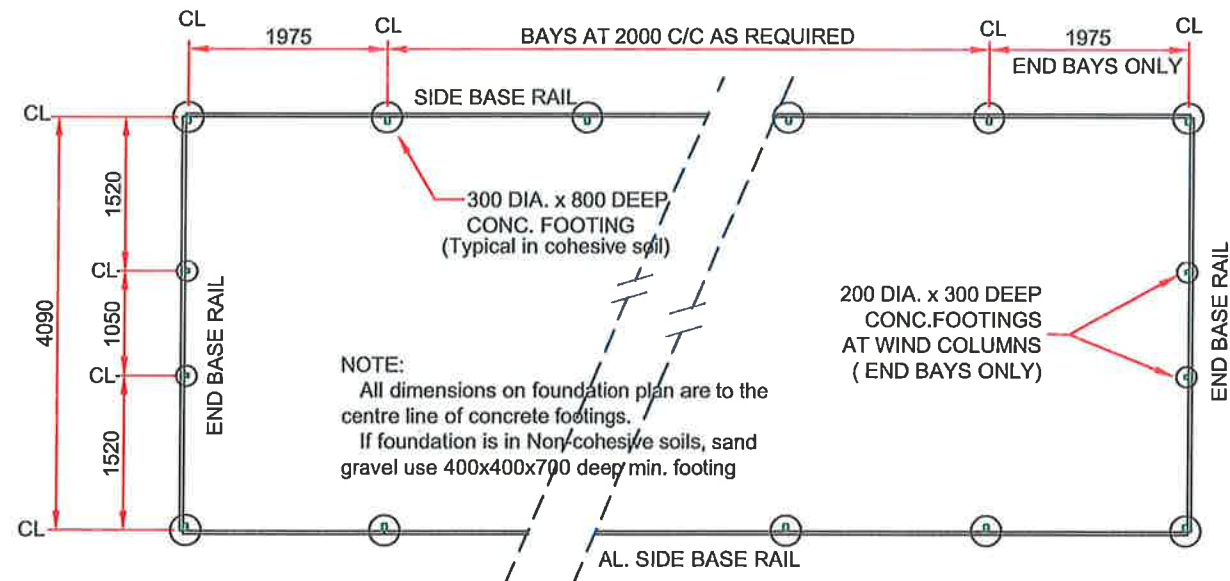 CL
CL
CL
CL
1975
BAYS AT 2000 C/C AS REQUIRED
1975
END BAYS ONLY
SIDE BASE RAIL
CL
1520
300 DIA. x 800 DEEP
CONC. FOOTING
(Typical in cohesive soil)
CL
4090
1050
END BASE RAIL
200 DIA. x 300 DEEP
CONC.FOOTINGS
AT WIND COLUMNS
( END BAYS ONLY)
END BASE RAIL
CL
NOTE:
All dimensions on foundation plan are to the
centre line of concrete footings.
If foundation is in Non-cohesive soils, sand
gravel use 400x400x700 deep min. footing
1520
CL
AL. SIDE BASE RAIL